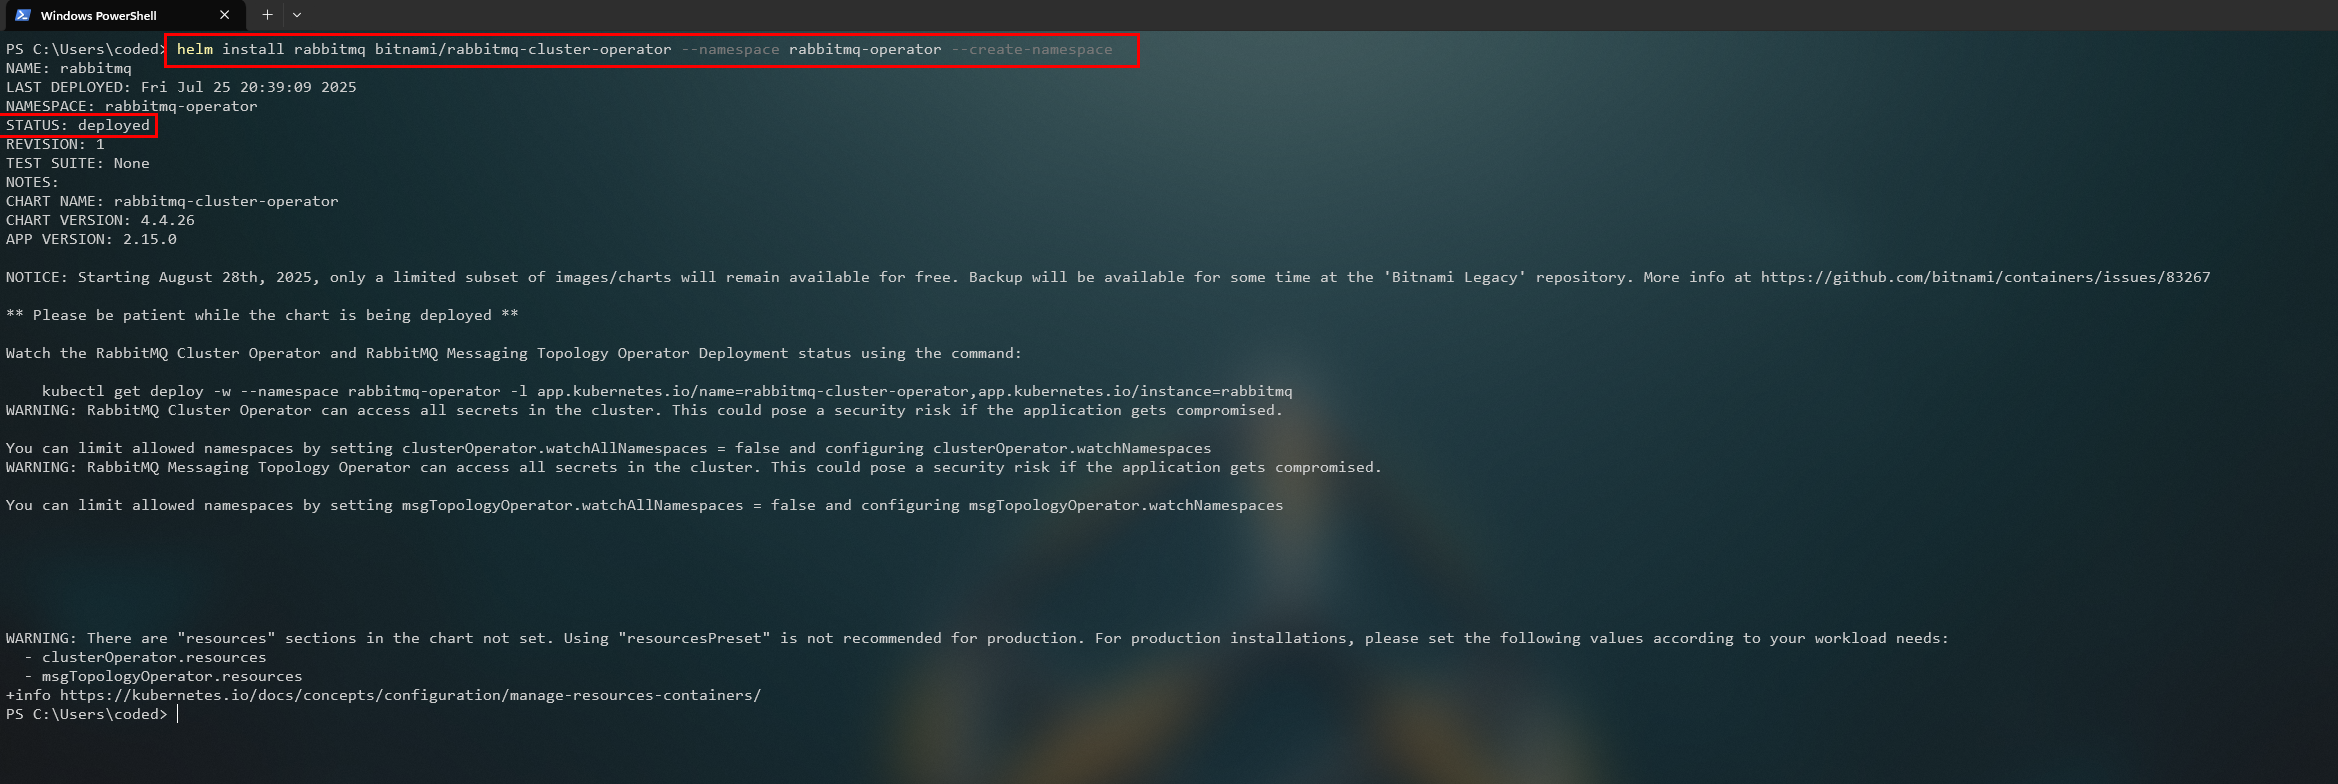 Windows PowerShell
PS C:\Users\coded> helm install rabbitmq bitnami/rabbitmq-cluster-operator --namespace rabbitmq-operator --create-namespace
NAME: rabbitmq
LAST DEPLOYED: Fri Jul 25 20:39:09 2025
NAMESPACE: rabbitmq-operator
STATUS: deployed
REVISION: 1
TEST SUITE: None
NOTES:
CHART NAME: rabbitmq-cluster-operator
CHART VERSION: 4.4.26
APP VERSION: 2.15.0
NOTICE: Starting August 28th, 2025, only a limited subset of images/charts will remain available for free. Backup will be available for some time at the 'Bitnami Legacy' repository. More info at https://github.com/bitnami/containers/issues/83267
** Please be patient while the chart is being deployed **
Watch the RabbitMQ Cluster Operator and RabbitMQ Messaging Topology Operator Deployment status using the command:
kubectl get deploy -w --namespace rabbitmq-operator -l app.kubernetes.io/name=rabbitmq-cluster-operator,app.kubernetes.io/instance=rabbitmq
WARNING: RabbitMQ Cluster Operator can access all secrets in the cluster. This could pose a security risk if the application gets compromised.
You can limit allowed namespaces by setting clusterOperator.watchAllNamespaces = false and configuring clusterOperator.watchNamespaces
WARNING: RabbitMQ Messaging Topology Operator can access all secrets in the cluster. This could pose a security risk if the application gets compromised.
You can limit allowed namespaces by setting msgTopologyOperator.watchAllNamespaces = false and configuring msgTopologyOperator.watchNamespaces
WARNING: There are "resources" sections in the chart not set. Using "resourcesPreset" is not recommended for production. For production installations, please set the following values according to your workload needs:
- clusterOperator.resources
- msgTopologyOperator.resources
+info https://kubernetes.io/docs/concepts/configuration/manage-resources-containers/
PS C:\Users\coded>